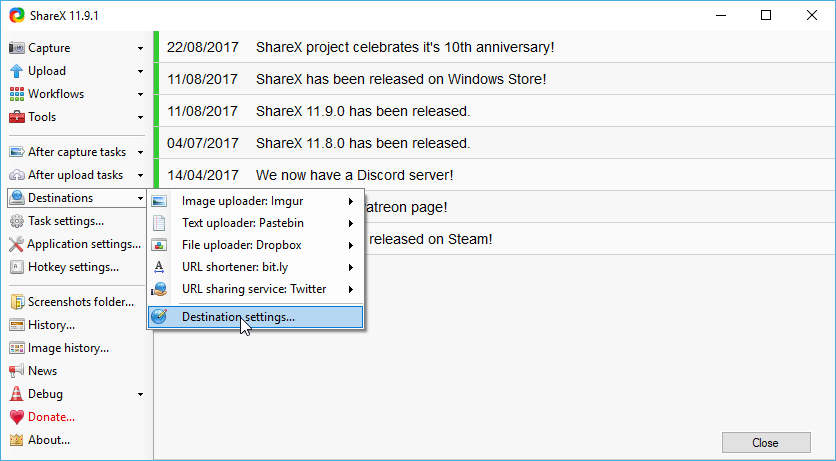 ShareX 11.9.1
Capture
Upload
Workflows
Tools
After capture tasks
After upload tasks
Destinations
Task settings...
Application settings...
Hotkey settings...
Screenshots folder...
History...
Image history...
News
Debug
Donate...
About...
22/08/2017 ShareX project celebrates it's 10th anniversary!
11/08/2017 ShareX has been released on Windows Store!
11/08/2017 ShareX 11.9.0 has been released.
04/07/2017 ShareX 11.8.0 has been released.
14/04/2017 We now have a Discord server!
page!
released on Steam!
Image uploader: Imgur
Text uploader: Pastebin
File uploader: Dropbox
URL shortener: bit.ly
URL sharing service: Twitter
Destination settings...
Close